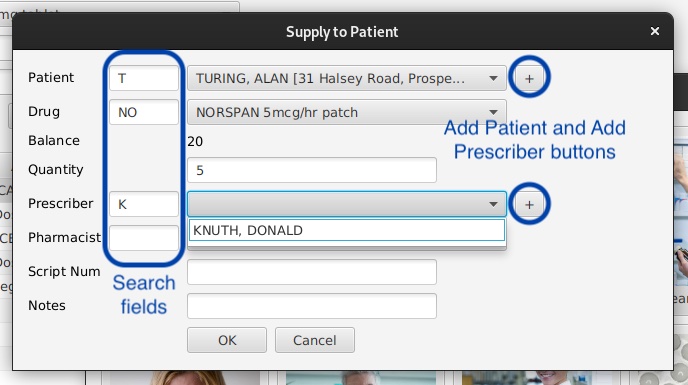 Supply to Patient
Patient T TURING, ALAN [31 Halsey Road, Prospe... +
Drug NO NORSPAN 5mcg/hr patch
Add Patient and Add
Prescriber buttons
Balance 20
Quantity 5
Prescriber K +
KNUTH, DONALD
Pharmacist
Search
fields
Script Num
Notes
OK Cancel